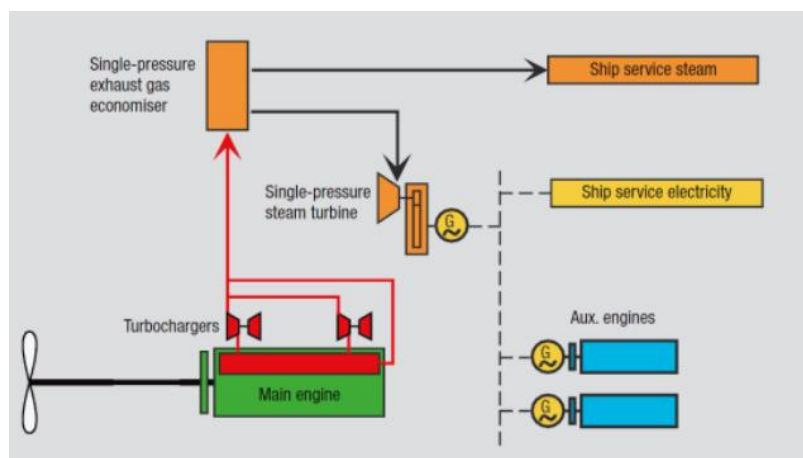 Single-pressure
exhaust gas
economiser
Ship service steam
Single-pressure
steam turbine
G
Ship service electricity
Turbochargers
Aux. engines
G
Main engine
G